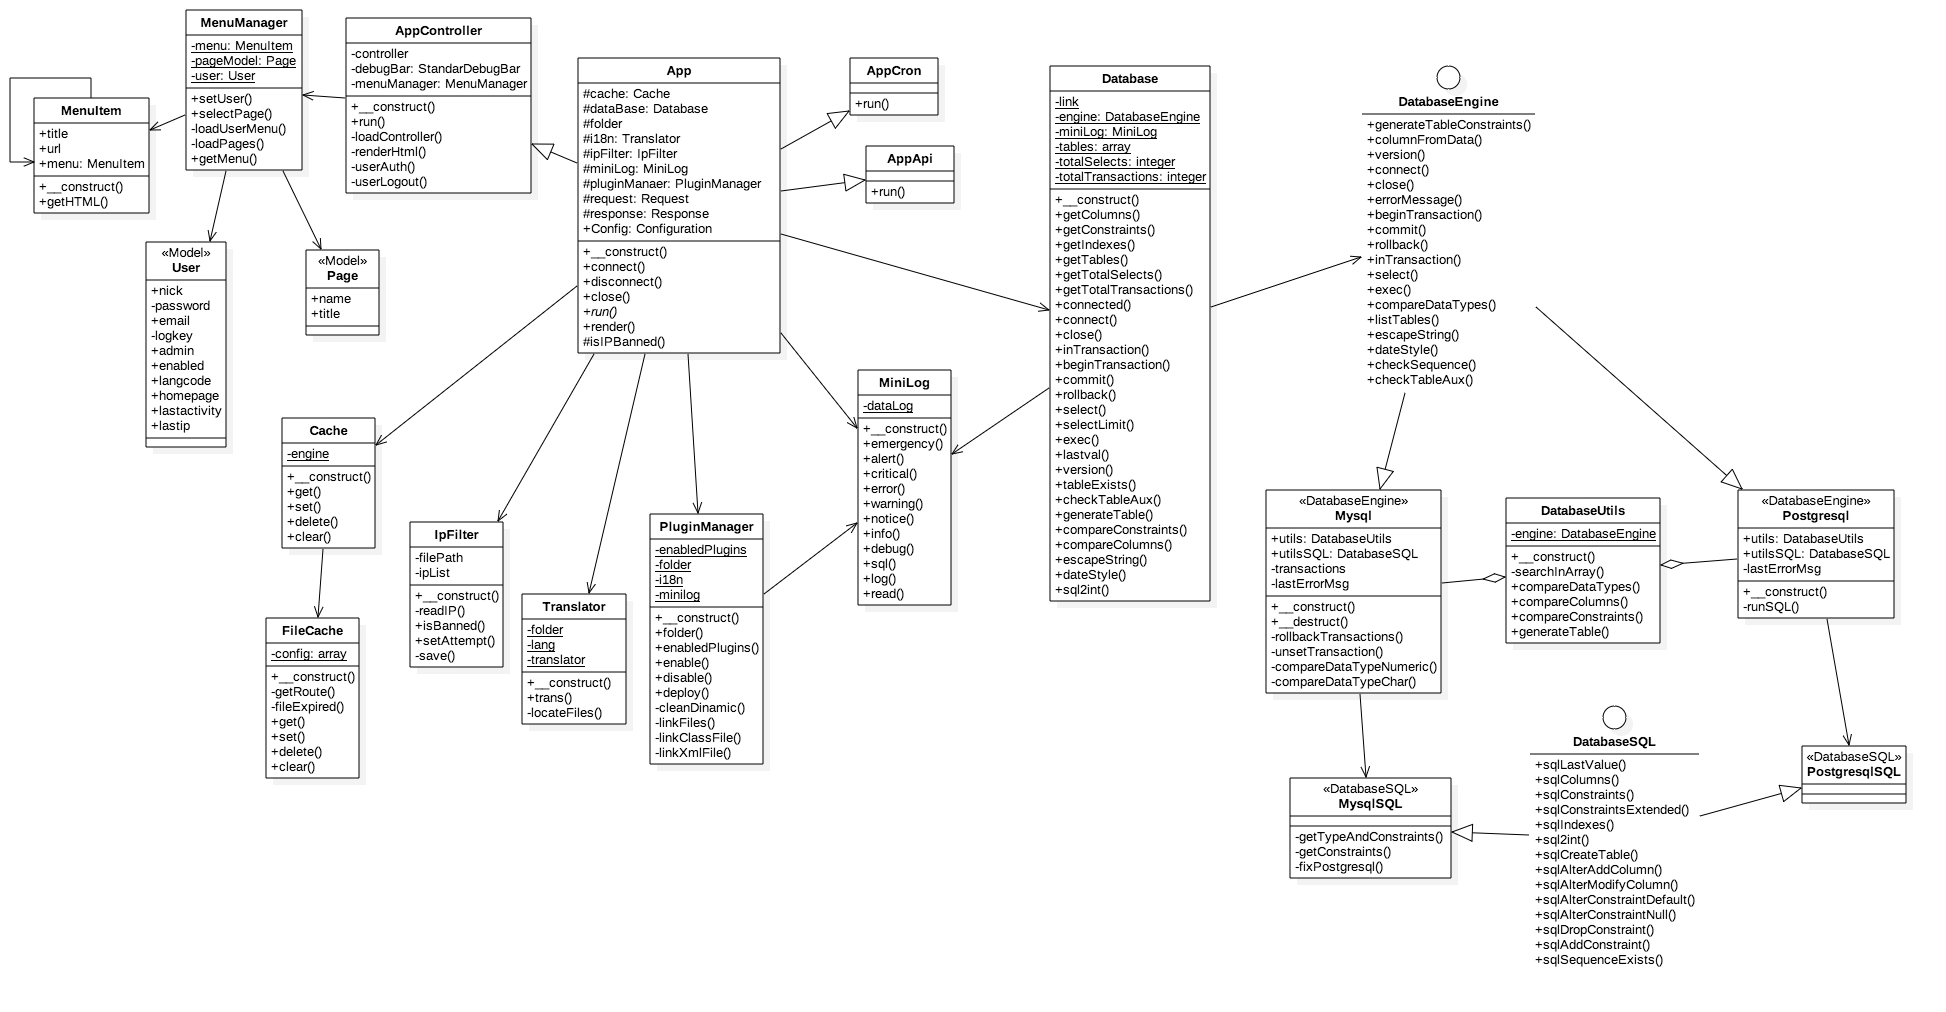 MenuManager
-menu: MenuItem
-pageModel: Page
-user: User
+setUser()
+selectPage()
-loadUserMenu()
-loadPages()
+getMenu()
AppController
-controller
-debugBar: StandarDebugBar
-menuManager: MenuManager
+__construct()
+run()
-loadController()
-renderHtml()
-userAuth()
-userLogout()
MenuItem
+title
+url
+menu: MenuItem
+__construct()
+getHTML()
App
#cache: Cache
#dataBase: Database
#folder
#i18n: Translator
#ipFilter: IpFilter
#miniLog: MiniLog
#pluginManaer: PluginManager
#request: Request
#response: Response
+Config: Configuration
+__construct()
+connect()
+disconnect()
+close()
+run()
+render()
#isIPBanned()
AppCron
+run()
AppApi
+run()
Database
-link
-engine: DatabaseEngine
-miniLog: MiniLog
-tables: array
-totalSelects: integer
-totalTransactions: integer
+__construct()
+getColumns()
+getConstraints()
+getIndexes()
+getTables()
+getTotalSelects()
+getTotalTransactions()
+connected()
+connect()
+close()
+inTransaction()
+beginTransaction()
+commit()
+rollback()
+select()
+selectLimit()
+exec()
+lastval()
+version()
+tableExists()
+checkTableAux()
+generateTable()
+compareConstraints()
+compareColumns()
+escapeString()
+dateStyle()
+sql2int()
DatabaseEngine
+generateTableConstraints()
+columnFromData()
+version()
+connect()
+close()
+errorMessage()
+beginTransaction()
+commit()
+rollback()
+inTransaction()
+select()
+exec()
+compareDataTypes()
+listTables()
+escapeString()
+dateStyle()
+checkSequence()
+checkTableAux()
«Model»
User
+nick
-password
+email
-logkey
+admin
+enabled
+langcode
+homepage
+lastactivity
+lastip
«Model»
Page
+name
+title
Cache
-engine
+__construct()
+get()
+set()
+delete()
+clear()
FileCache
-config: array
+__construct()
-getRoute()
-fileExpired()
+get()
+set()
+delete()
+clear()
IpFilter
-filePath
-ipList
+__construct()
-readIP()
+isBanned()
+setAttempt()
-save()
Translator
-folder
-lang
-translator
+__construct()
+trans()
-locateFiles()
PluginManager
-enabledPlugins
-folder
-i18n
-minilog
+__construct()
+folder()
+enabledPlugins()
+enable()
+disable()
+deploy()
-cleanDinamic()
-linkFiles()
-linkClassFile()
-linkXmlFile()
MiniLog
-dataLog
+__construct()
+emergency()
+alert()
+critical()
+error()
+warning()
+notice()
+info()
+debug()
+sql()
+log()
+read()
«DatabaseEngine»
Mysql
+utils: DatabaseUtils
+utilsSQL: DatabaseSQL
-transactions
-lastErrorMsg
+__construct()
+__destruct()
-rollbackTransactions()
-unsetTransaction()
-compareDataTypeNumeric()
-compareDataTypeChar()
DatabaseUtils
-engine: DatabaseEngine
+__construct()
-searchInArray()
+compareDataTypes()
+compareColumns()
+compareConstraints()
+generateTable()
«DatabaseEngine»
Postgresql
+utils: DatabaseUtils
+utilsSQL: DatabaseSQL
-lastErrorMsg
+__construct()
-runSQL()
«DatabaseSQL»
MysqlSQL
-getTypeAndConstraints()
-getConstraints()
-fixPostgresql()
DatabaseSQL
+sqlLastValue()
+sqlColumns()
+sqlConstraints()
+sqlConstraintsExtended()
+sqlIndexes()
+sql2int()
+sqlCreateTable()
+sqlAlterAddColumn()
+sqlAlterModifyColumn()
+sqlAlterConstraintDefault()
+sqlAlterConstraintNull()
+sqlDropConstraint()
+sqlAddConstraint()
+sqlSequenceExists()
«DatabaseSQL»
PostgresqlSQL